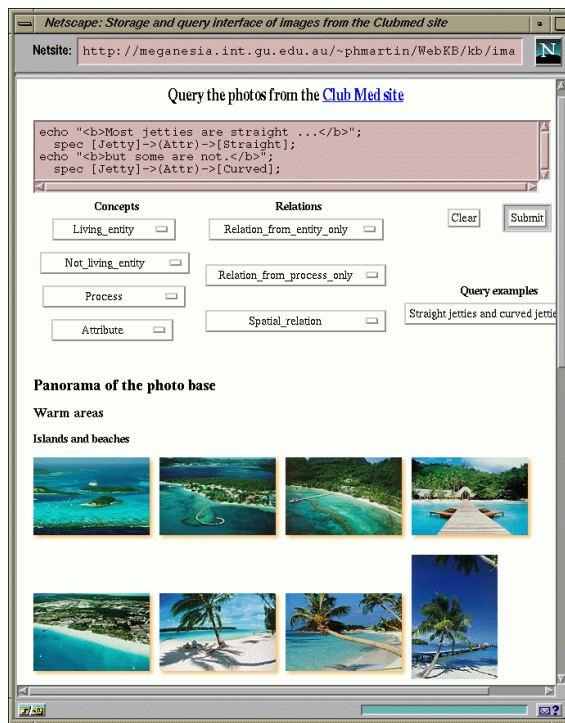 Netscape: Storage and query interface of images from the Clubmed site
Netsite: http://meganesia.int.gu.edu.au/~phmartin/WebKB/kb/ima
N
Query the photos from the Club Med site
echo "<b>Most jetties are straight ...</b>";
spec [Jetty]->(Attr)->[Straight];
echo "<b>but some are not.</b>";
spec [Jetty]->(Attr)->[Curved];
Concepts Relations
Clear Submit
Living_entity Relation_from_entity_only
Not_living_entity Relation_from_process_only
Query examples
Process
Straight jetties and curved jettie
Attribute Spatial_relation
Panorama of the photo base
Warm areas
Islands and beaches
?